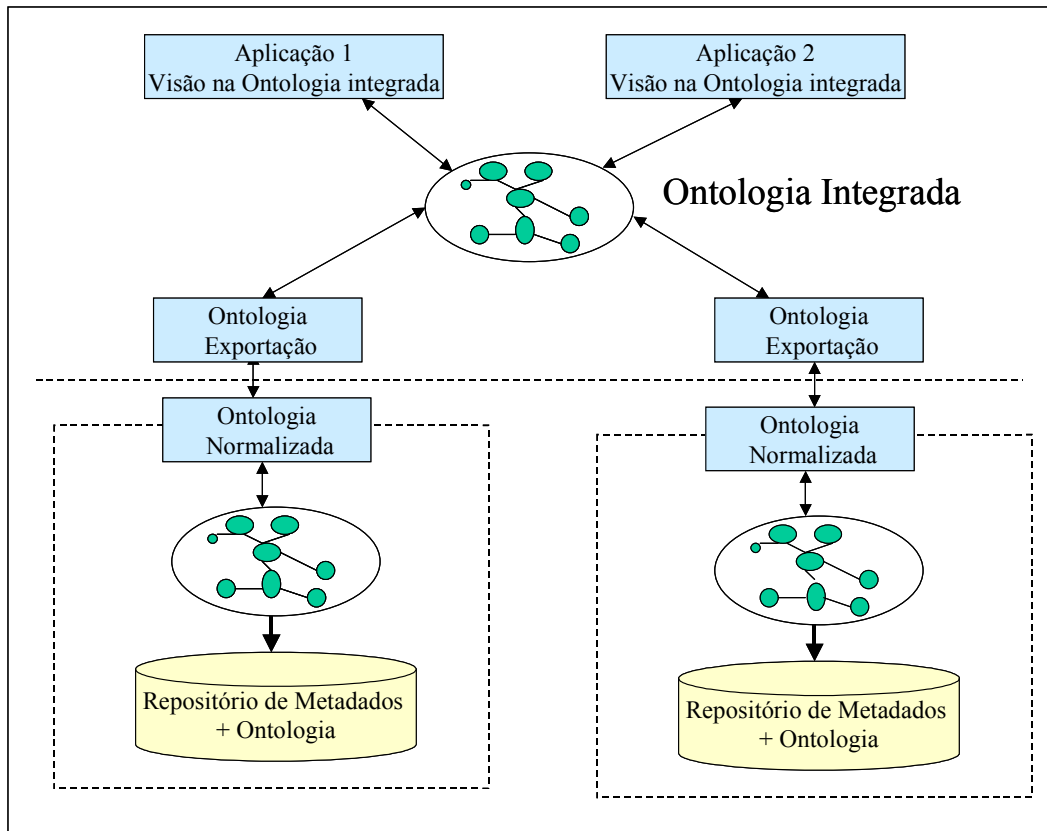 Aplicação 1
Visão na Ontologia integrada
Aplicação 2
Visão na Ontologia integrada
Ontologia Integrada
Ontologia
Exportação
Ontologia
Exportação
Ontologia
Normalizada
Ontologia
Normalizada
Repositório de Metadados
+ Ontologia
Repositório de Metadados
+ Ontologia